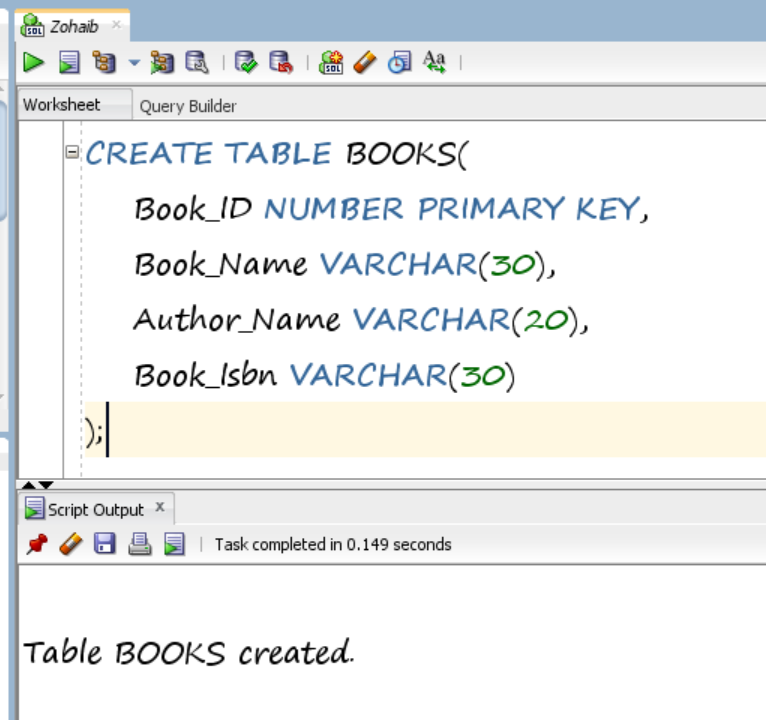 Zohaib
Worksheet Query Builder
CREATE TABLE BOOKS(
Book_ID NUMBER PRIMARY KEY,
Book_Name VARCHAR(30),
Author_Name VARCHAR(20),
Book_Isbn VARCHAR(30)
);
Script Output
Task completed in 0.149 seconds
Table BOOKS created.